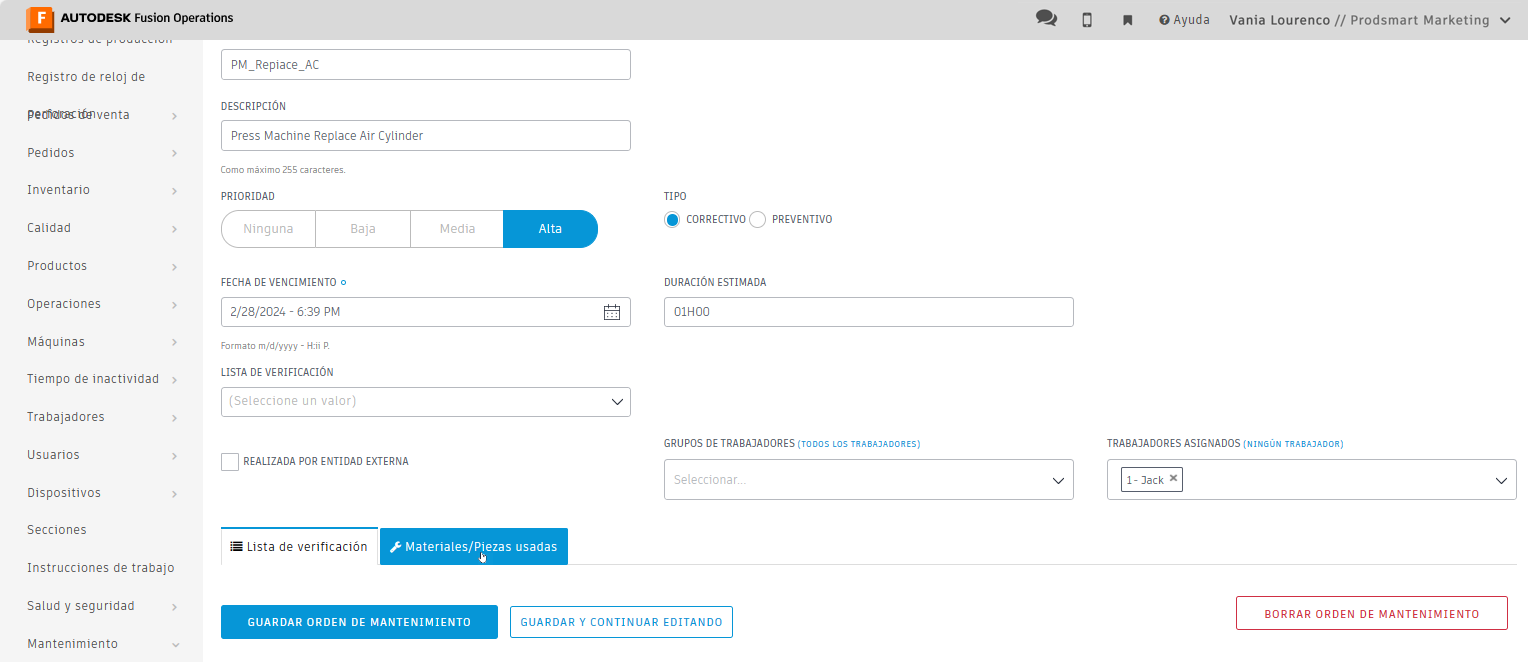 AUTODESK Fusion Operations
Ayuda
Vania Lourenco // Prodsmart Marketing
Registros de producción
Registro de reloj de
perforación
Pedidos de venta
Pedidos
Inventario
Calidad
Productos
Operaciones
Máquinas
Tiempo de inactividad
Trabajadores
Usuarios
Dispositivos
Secciones
Instrucciones de trabajo
Salud y seguridad
Mantenimiento
PM_Repiace_AC
DESCRIPCIÓN
Press Machine Replace Air Cylinder
Como máximo 255 caracteres.
PRIORIDAD
Ninguna Baja Media Alta
TIPO
CORRECTIVO PREVENTIVO
FECHA DE VENCIMIENTO
2/28/2024 - 6:39 PM
Formato m/d/yyyy - H:ii P.
DURACIÓN ESTIMADA
01H00
LISTA DE VERIFICACIÓN
(Seleccione un valor)
REALIZADA POR ENTIDAD EXTERNA
GRUPOS DE TRABAJADORES (TODOS LOS TRABAJADORES)
Seleccionar...
TRABAJADORES ASIGNADOS (NINGÚN TRABAJADOR)
1 - Jack ×
Lista de verificación
Materiales/Piezas usadas
GUARDAR ORDEN DE MANTENIMIENTO
GUARDAR Y CONTINUAR EDITANDO
BORRAR ORDEN DE MANTENIMIENTO